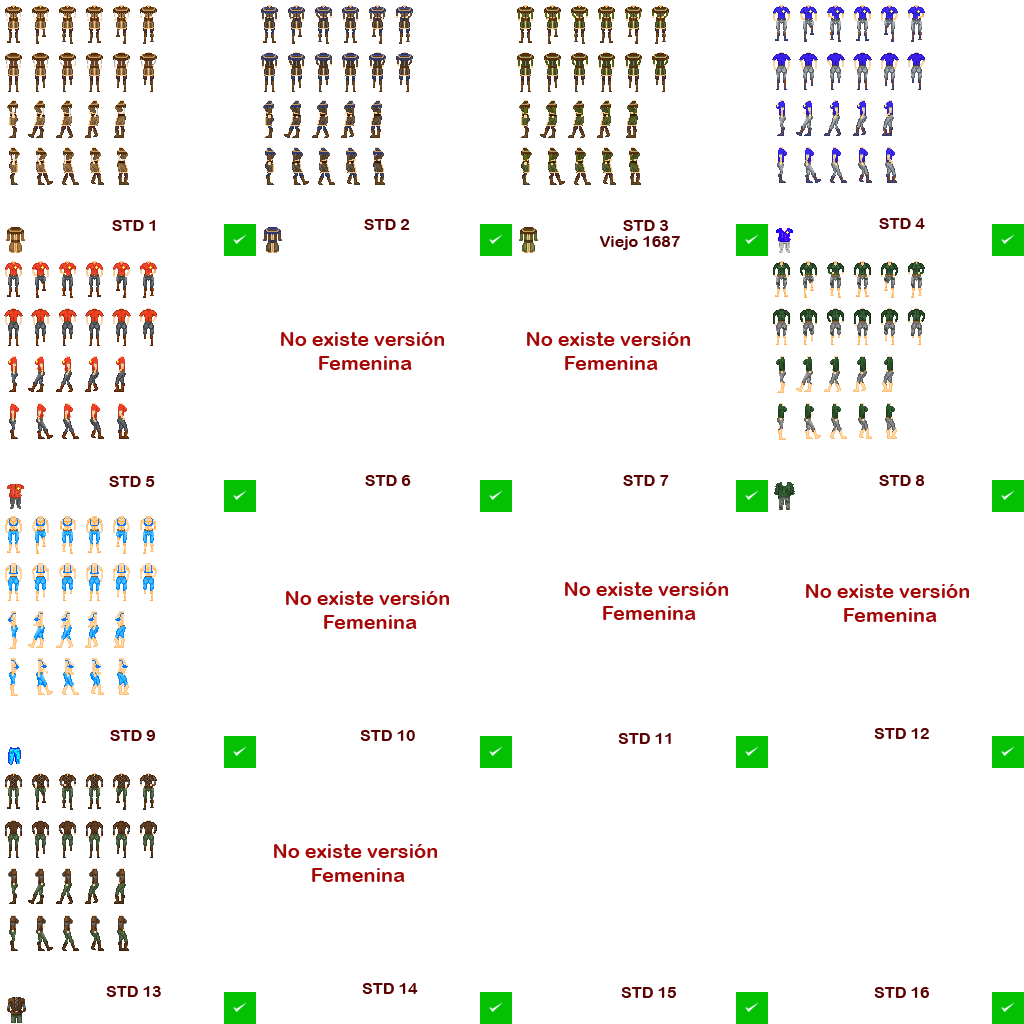 STD 1
STD 2
STD 3
Viejo 1687
STD 4
No existe versión
Femenina
No existe versión
Femenina
STD 5
STD 6
STD 7
STD 8
No existe versión
Femenina
No existe versión
Femenina
No existe versión
Femenina
STD 9
STD 10
STD 11
STD 12
No existe versión
Femenina
STD 13
STD 14
STD 15
STD 16